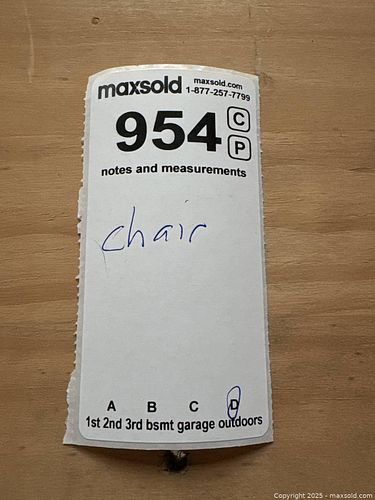 maxsold maxsold.com
1-877-257-7799
954 C
P
notes and measurements
chair
A B C D
1st 2nd 3rd bsmt garage outdoors
Copyright 2025 - maxsold.com